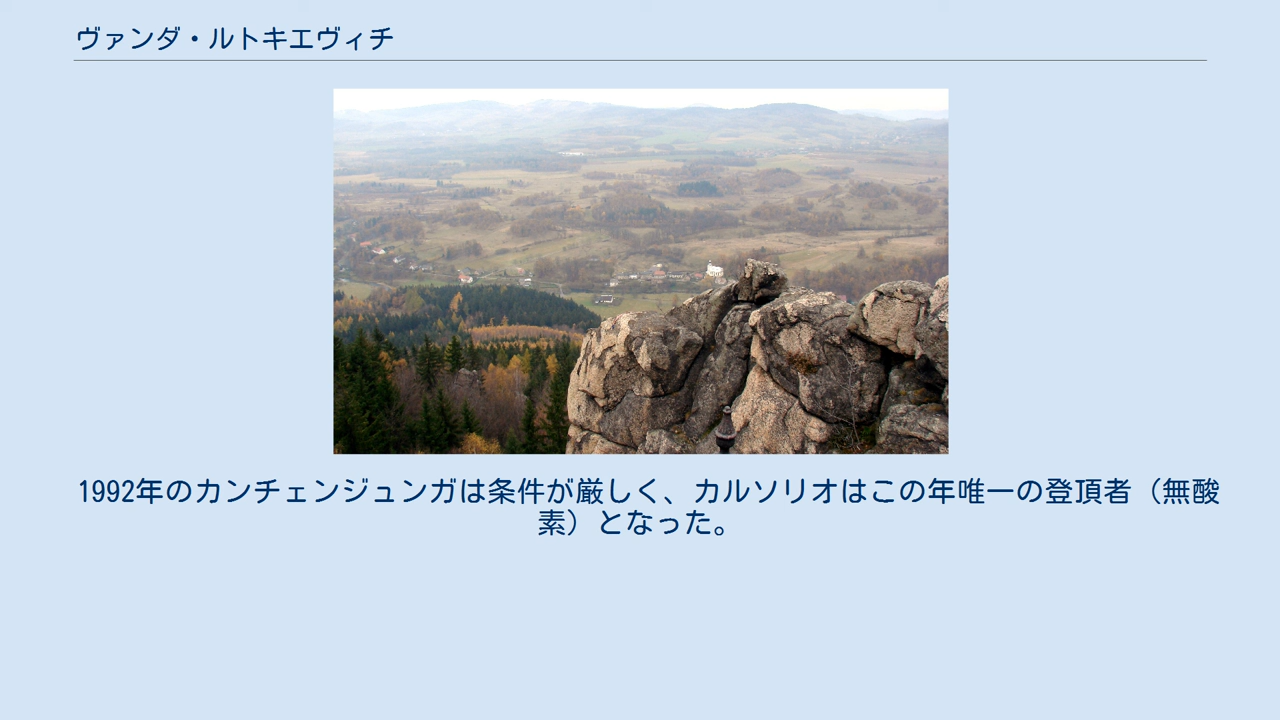 ヴァンダ・ルトキエヴィチ
1992年のカンチェンジュンガは条件が厳しく、カルソリオはこの年唯一の登頂者（無酸
素）となった。